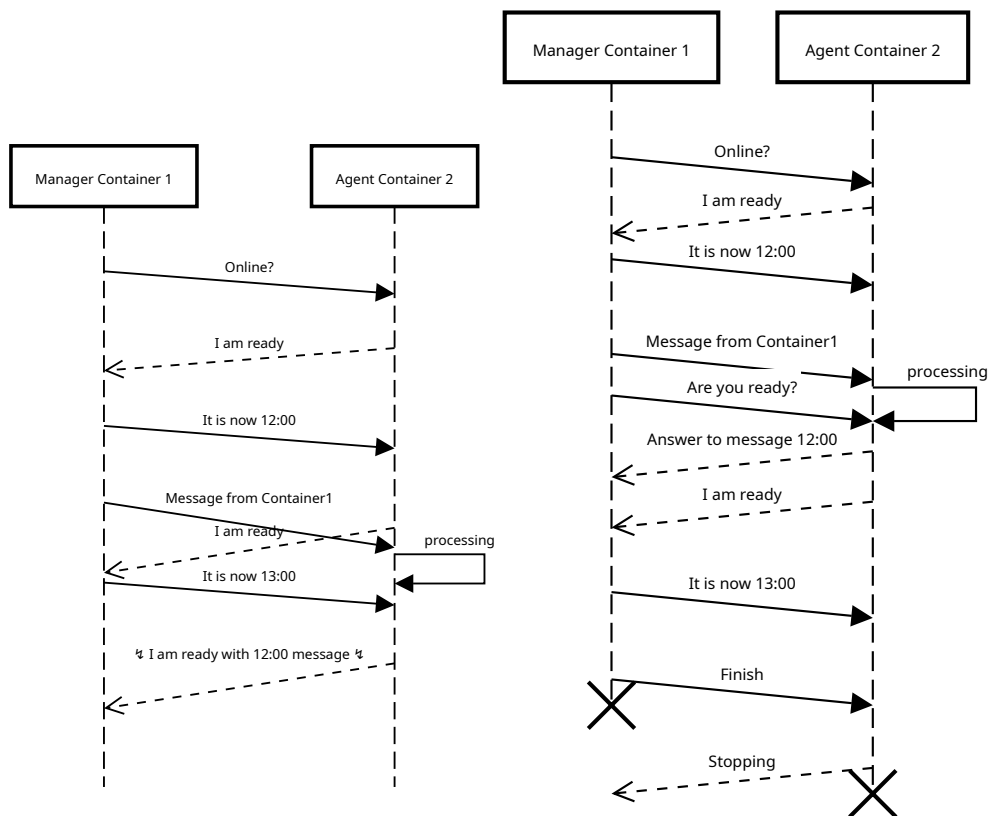 Manager Container 1
Agent Container 2
Online?
I am ready
It is now 12:00
Message from Container1
I am ready
processing
It is now 13:00
↯ I am ready with 12:00 message ↯
Manager Container 1
Agent Container 2
Online?
I am ready
It is now 12:00
Message from Container1
processing
Are you ready?
Answer to message 12:00
I am ready
It is now 13:00
Finish
Stopping